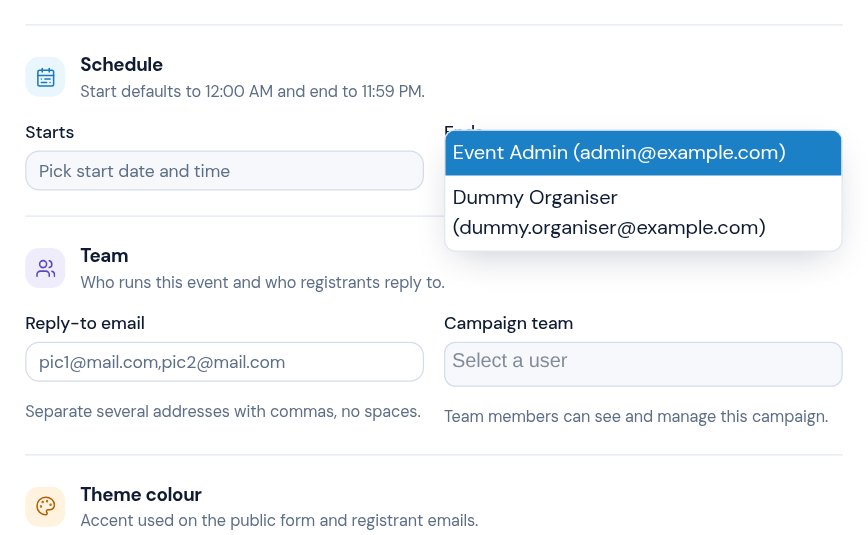 Schedule
Start defaults to 12:00 AM and end to 11:59 PM.
Starts
Pick start date and time
Event Admin (admin@example.com)
Dummy Organiser
(dummy.organiser@example.com)
Team
Who runs this event and who registrants reply to.
Reply-to email
Campaign team
pic1@mail.com,pic2@mail.com
Select a user
Separate several addresses with commas, no spaces.
Team members can see and manage this campaign.
Theme colour
Accent used on the public form and registrant emails.